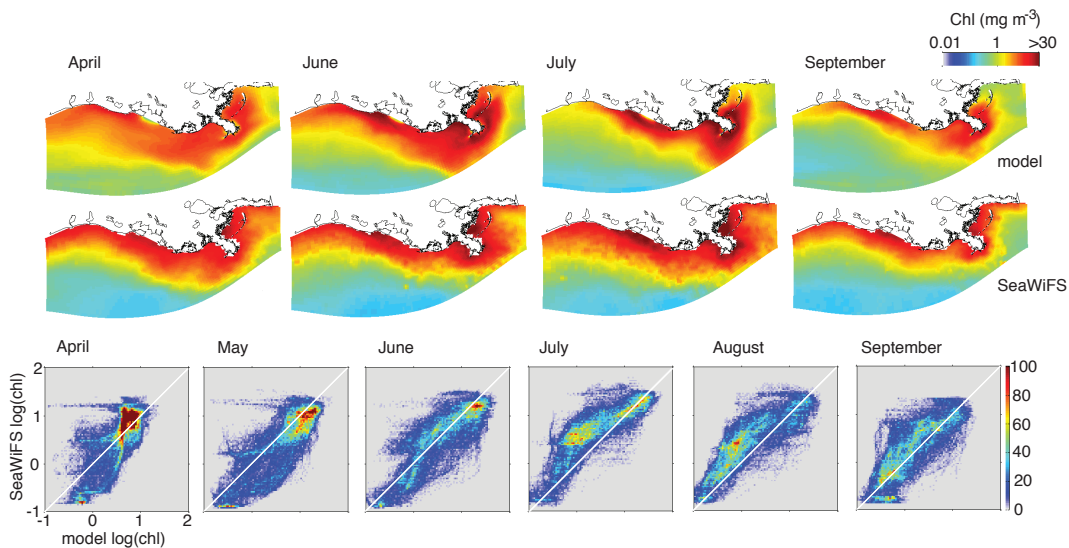 Chl (mg m⁻³)
0.01 1 >30
April June July September
model
SeaWiFS
April May June July August September
2
1
0
-1
SeaWiFS log(chl)
-1 0 1 2
model log(chl)
100
80
60
40
20
0